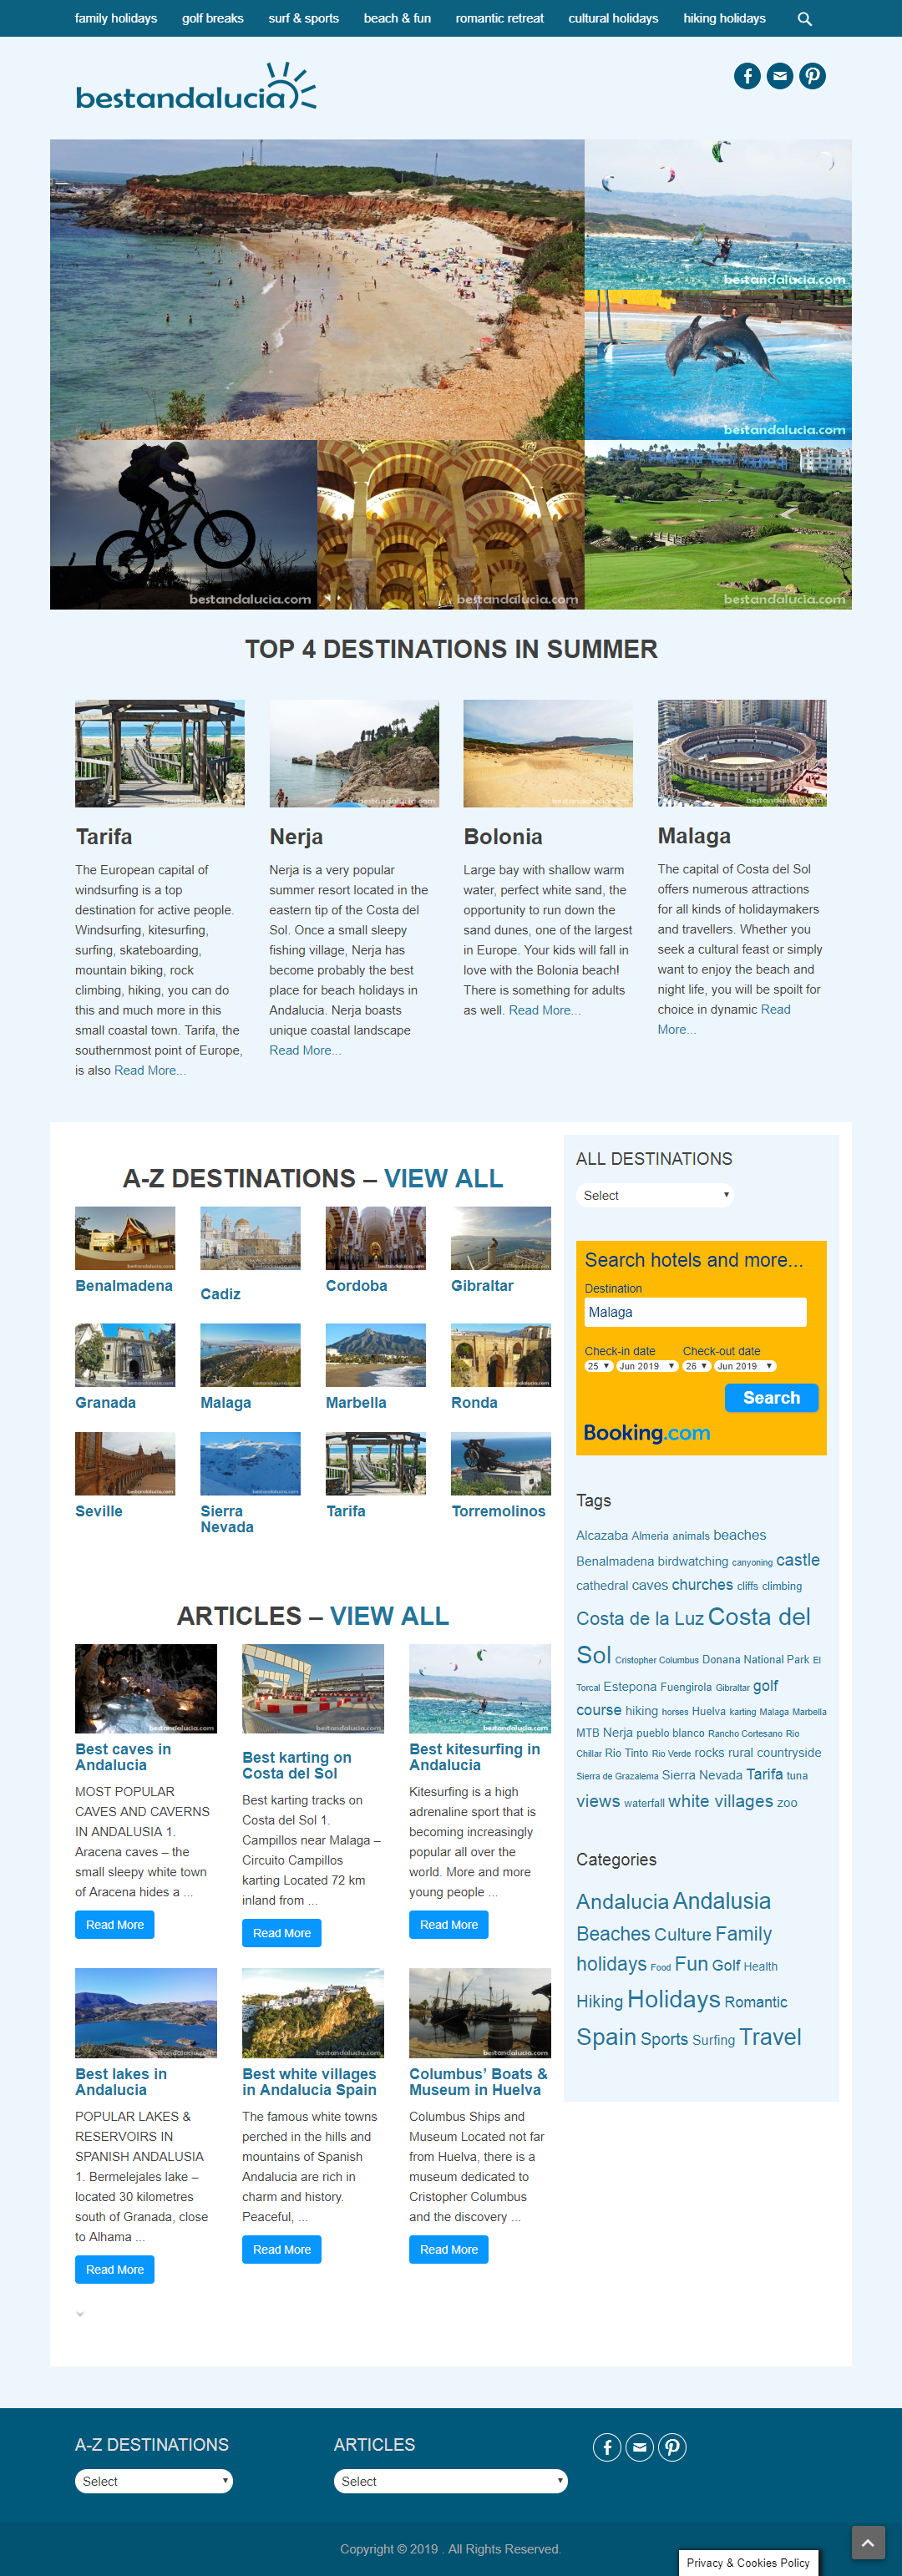 family holidays golf breaks surf & sports beach & fun romantic retreat cultural holidays hiking holidays
bestandalucia
bestandalucia.com
bestandalucia.com
bestandalucia.com
bestandalucia.com
bestandalucia.com
TOP 4 DESTINATIONS IN SUMMER
Tarifa
The European capital of
windsurfing is a top
destination for active people.
Windsurfing, kitesurfing,
surfing, skateboarding,
mountain biking, rock
climbing, hiking, you can do
this and much more in this
small coastal town. Tarifa, the
southernmost point of Europe,
is also Read More...
Nerja
Nerja is a very popular
summer resort located in the
eastern tip of the Costa del
Sol. Once a small sleepy
fishing village, Nerja has
become probably the best
place for beach holidays in
Andalucia. Nerja boasts
unique coastal landscape
Read More...
Bolonia
Large bay with shallow warm
water, perfect white sand, the
opportunity to run down the
sand dunes, one of the largest
in Europe. Your kids will fall in
love with the Bolonia beach!
There is something for adults
as well. Read More...
Malaga
The capital of Costa del Sol
offers numerous attractions
for all kinds of holidaymakers
and travellers. Whether you
seek a cultural feast or simply
want to enjoy the beach and
night life, you will be spoilt for
choice in dynamic Read
More...
A-Z DESTINATIONS – VIEW ALL
Benalmadena
Cadiz
Cordoba
Gibraltar
Granada
Malaga
Marbella
Ronda
Seville
Sierra
Nevada
Tarifa
Torremolinos
ARTICLES – VIEW ALL
Best caves in
Andalucia
MOST POPULAR
CAVES AND CAVERNS
IN ANDALUSIA 1.
Aracena caves – the
small sleepy white town
of Aracena hides a ...
Read More
Best karting on
Costa del Sol
Best karting tracks on
Costa del Sol 1.
Campillos near Malaga –
Circuito Campillos
karting Located 72 km
inland from ...
Read More
Best kitesurfing in
Andalucia
Kitesurfing is a high
adrenaline sport that is
becoming increasingly
popular all over the
world. More and more
young people ...
Read More
Best lakes in
Andalucia
POPULAR LAKES &
RESERVOIRS IN
SPANISH ANDALUSIA
1. Bermelejales lake –
located 30 kilometres
south of Granada, close
to Alhama ...
Read More
Best white villages
in Andalucia Spain
The famous white towns
perched in the hills and
mountains of Spanish
Andalucia are rich in
charm and history.
Peaceful, ...
Read More
Columbus' Boats &
Museum in Huelva
Columbus Ships and
Museum Located not far
from Huelva, there is a
museum dedicated to
Cristopher Columbus
and the discovery ...
Read More
ALL DESTINATIONS
Select
Search hotels and more...
Destination
Malaga
Check-in date Check-out date
25 Jun 2019 26 Jun 2019
Search
Booking.com
Tags
Alcazaba Almeria animals beaches
Benalmadena birdwatching canyoning castle
cathedral caves churches cliffs climbing
Costa de la Luz Costa del
Sol Cristopher Columbus Donana National Park El
Torcal Estepona Fuengirola Gibraltar golf
course hiking horses Huelva karting Malaga Marbella
MTB Nerja pueblo blanco Rancho Cortesano Rio
Chillar Rio Tinto Rio Verde rocks rural countryside
Sierra de Grazalema Sierra Nevada Tarifa tuna
views waterfall white villages zoo
Categories
Andalucia Andalusia
Beaches Culture Family
holidays Food Fun Golf Health
Hiking Holidays Romantic
Spain Sports Surfing Travel
A-Z DESTINATIONS
Select
ARTICLES
Select
Copyright © 2019 . All Rights Reserved.
Privacy & Cookies Policy